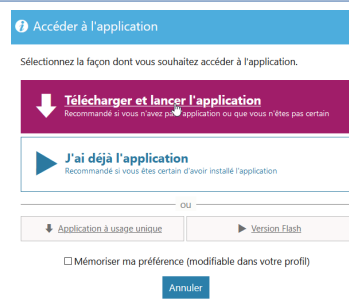 Accéder à l'application
Sélectionnez la façon dont vous souhaitez accéder à l'application.
Télécharger et lancer l'application
Recommandé si vous n'avez pas l'application ou que vous n'êtes pas certain
J'ai déjà l'application
Recommandé si vous êtes certain d'avoir installé l'application
ou
Application à usage unique
Version Flash
Mémoriser ma préférence (modifiable dans votre profil)
Annuler